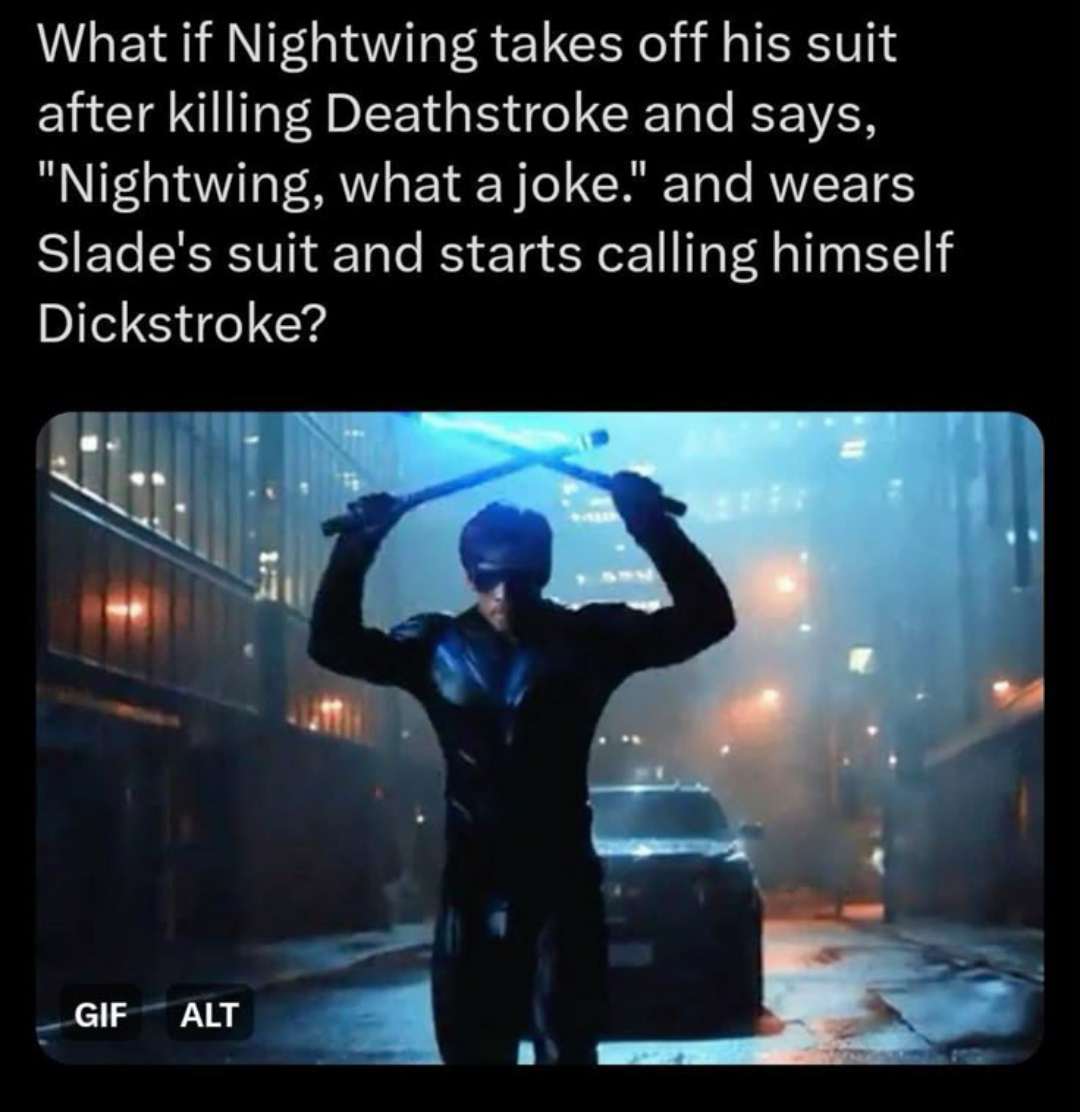 What if Nightwing takes off his suit
after killing Deathstroke and says,
"Nightwing, what a joke." and wears
Slade's suit and starts calling himself
Dickstroke?
GIF ALT